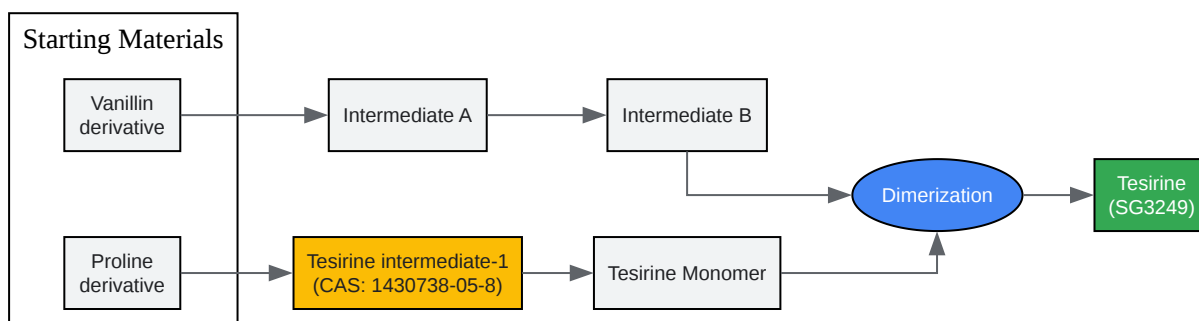 Starting Materials
Vanillin
derivative
Intermediate A
Intermediate B
Dimerization
Tesirine
(SG3249)
Proline
derivative
Tesirine intermediate-1
(CAS: 1430738-05-8)
Tesirine Monomer